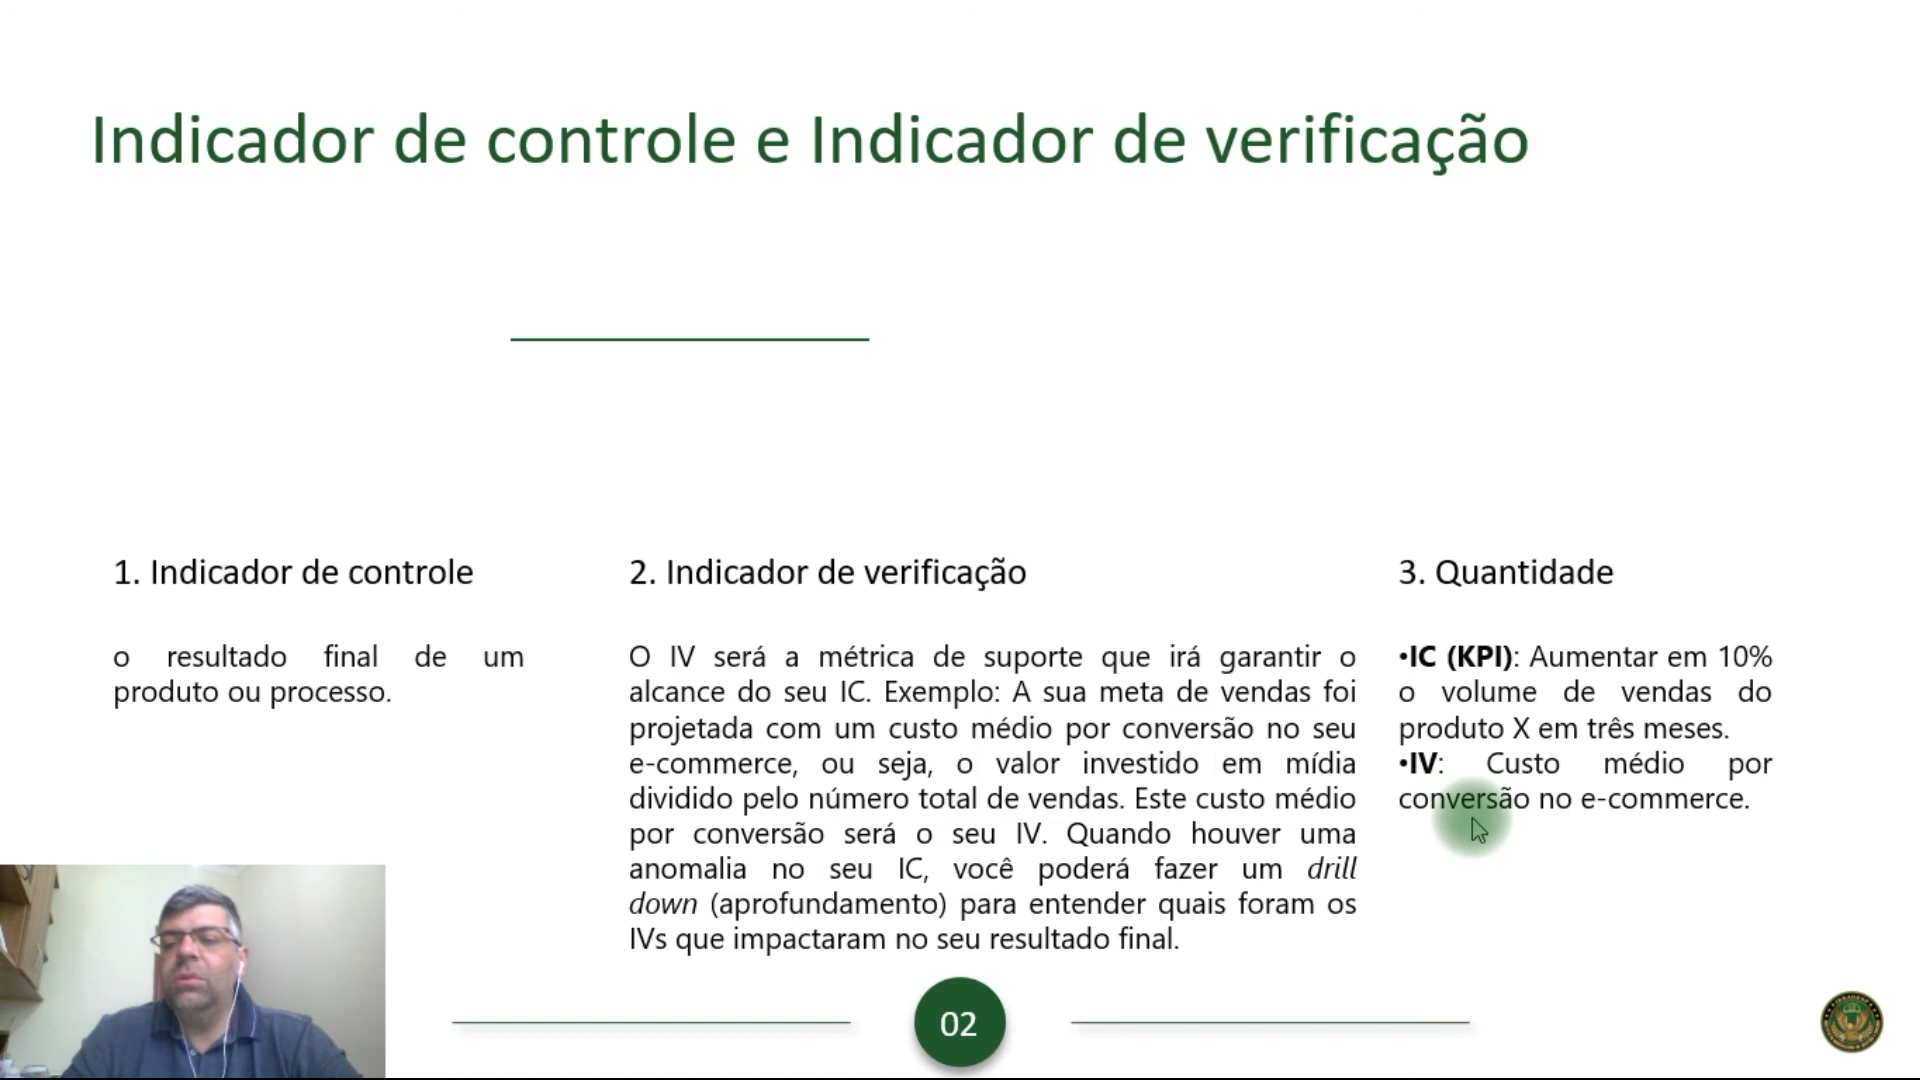 Indicador de controle e Indicador de verificação
1. Indicador de controle
o resultado final de um
produto ou processo.
2. Indicador de verificação
O IV será a métrica de suporte que irá garantir o
alcance do seu IC. Exemplo: A sua meta de vendas foi
projetada com um custo médio por conversão no seu
e-commerce, ou seja, o valor investido em mídia
dividido pelo número total de vendas. Este custo médio
por conversão será o seu IV. Quando houver uma
anomalia no seu IC, você poderá fazer um drill
down (aprofundamento) para entender quais foram os
IVs que impactaram no seu resultado final.
3. Quantidade
•IC (KPI): Aumentar em 10%
o volume de vendas do
produto X em três meses.
•IV: Custo médio por
conversão no e-commerce.
02